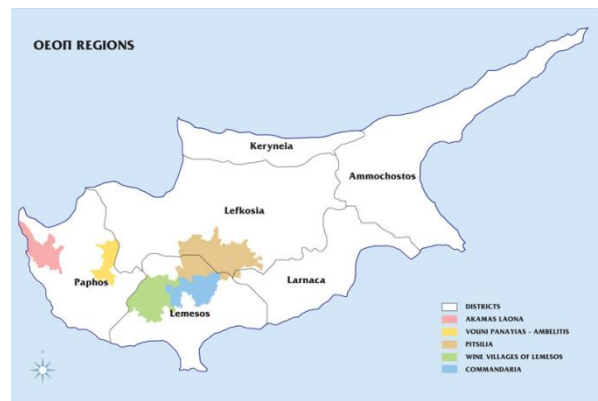 ΟΕΟΠ REGIONS
Keryneia
Ammochostos
Lefkosia
Larnaca
Paphos
Lemesos
DISTRICTS
AKAMAS LAONA
VOUNI PANAYIAS - AMBELITIS
PITSILIA
WINE VILLAGES OF LEMESOS
COMMANDARIA